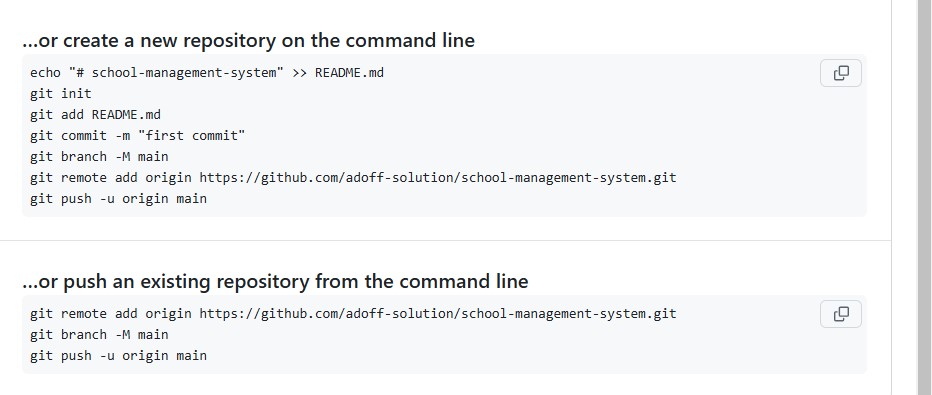 ...or create a new repository on the command line
echo "# school-management-system" >> README.md
git init
git add README.md
git commit -m "first commit"
git branch -M main
git remote add origin https://github.com/adoff-solution/school-management-system.git
git push -u origin main
...or push an existing repository from the command line
git remote add origin https://github.com/adoff-solution/school-management-system.git
git branch -M main
git push -u origin main